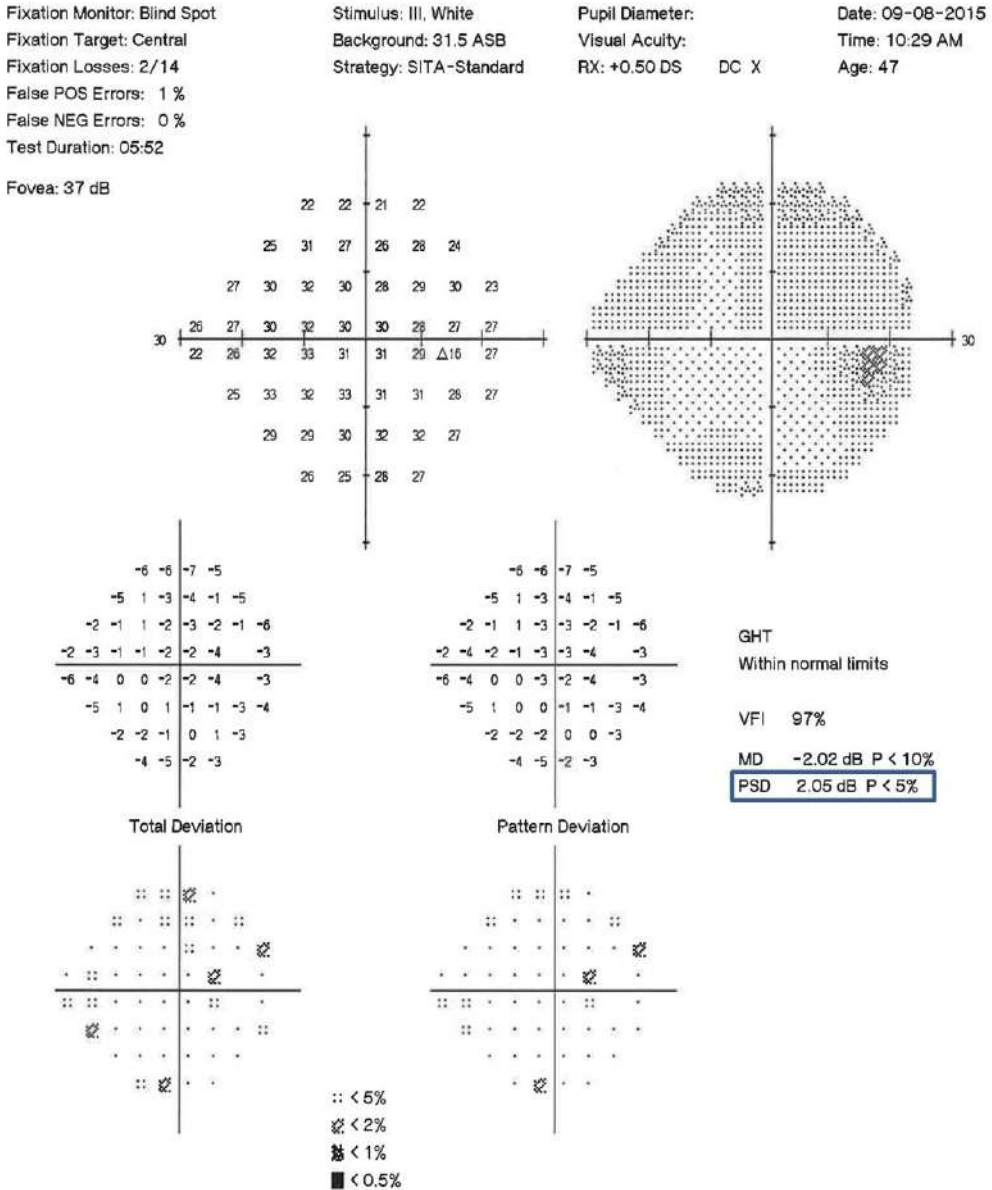 Fixation Monitor: Blind Spot
Fixation Target: Central
Fixation Losses: 2/14
False POS Errors: 1 %
False NEG Errors: 0 %
Test Duration: 05:52
Fovea: 37 dB
Stimulus: III, White
Background: 31.5 ASB
Strategy: SITA-Standard
Pupil Diameter:
Visual Acuity:
RX: +0.50 DS DC X
Date: 09-08-2015
Time: 10:29 AM
Age: 47
22 22 21 22
25 31 27 26 28 24
27 30 32 30 28 29 30 23
26 27 30 32 30 30 28 27 27
30
22 26 32 33 31 31 29 △16 27
25 33 32 33 31 31 28 27
29 29 30 32 32 27
26 25 28 27
30
-6 -6 -7 -5
-5 1 -3 -4 -1 -5
-2 -1 1 -2 -3 -2 -1 -6
-2 -3 -1 -1 -2 -2 -4 -3
-6 -4 0 0 -2 -2 -4 -3
-5 1 0 1 -1 -1 -3 -4
-2 -2 -1 0 1 -3
-4 -5 -2 -3
Total Deviation
-6 -6 -7 -5
-5 1 -3 -4 -1 -5
-2 -1 1 -3 -3 -2 -1 -6
-2 -4 -2 -1 -3 -3 -4 -3
-6 -4 0 0 -3 -2 -4 -3
-5 1 0 0 -1 -1 -3 -4
-2 -2 -2 0 0 -3
-4 -5 -2 -3
Pattern Deviation
GHT
Within normal limits
VFI 97%
MD -2.02 dB P < 10%
PSD 2.05 dB P < 5%
< 5%
< 2%
< 1%
< 0.5%